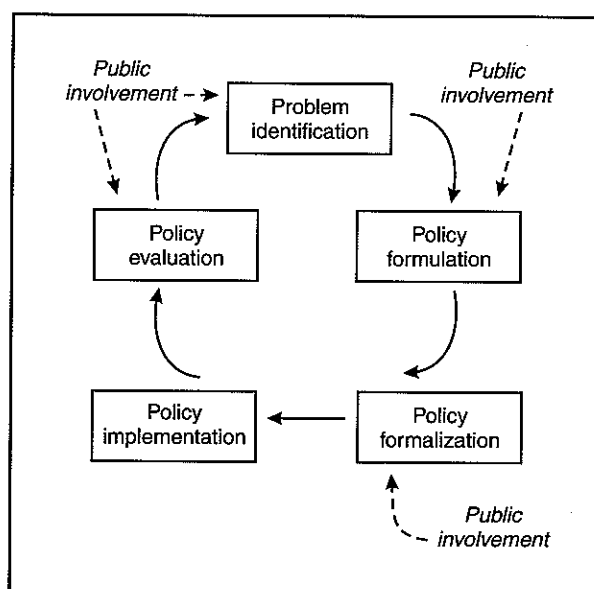 Public
involvement
Problem
identification
Public
involvement
Policy
evaluation
Policy
formulation
Policy
implementation
Policy
formalization
Public
involvement